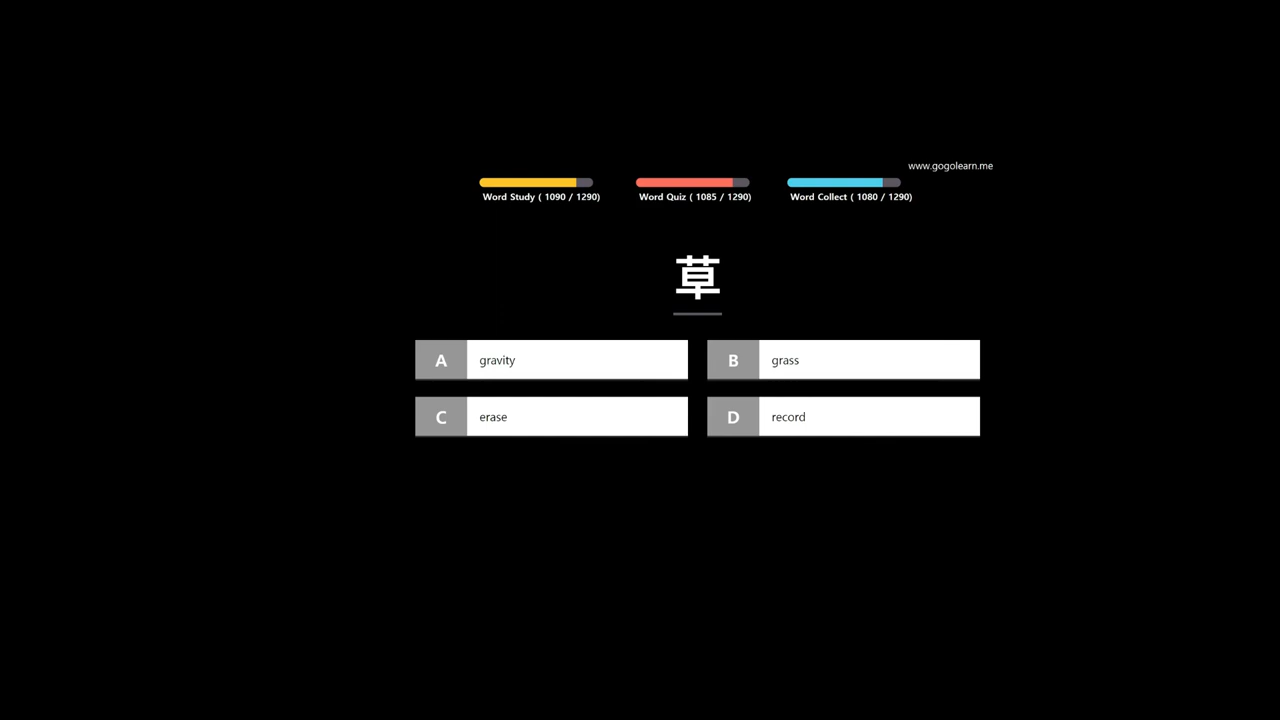 www.gogolearn.me
Word Study ( 1090 / 1290)
Word Quiz ( 1085 / 1290)
Word Collect ( 1080 / 1290)
草
A gravity
B grass
C erase
D record